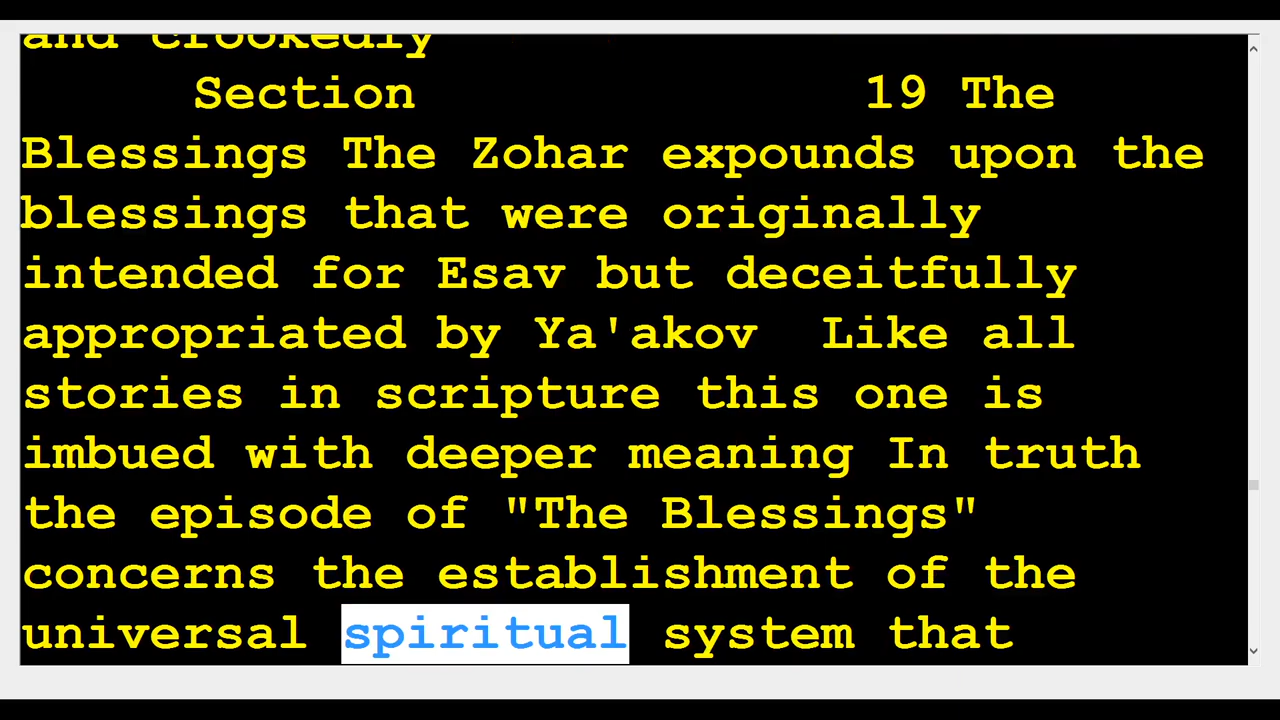 and crookedly
Section 19 The
Blessings The Zohar expounds upon the
blessings that were originally
intended for Esav but deceitfully
appropriated by Ya'akov Like all
stories in scripture this one is
imbued with deeper meaning In truth
the episode of "The Blessings"
concerns the establishment of the
universal spiritual system that